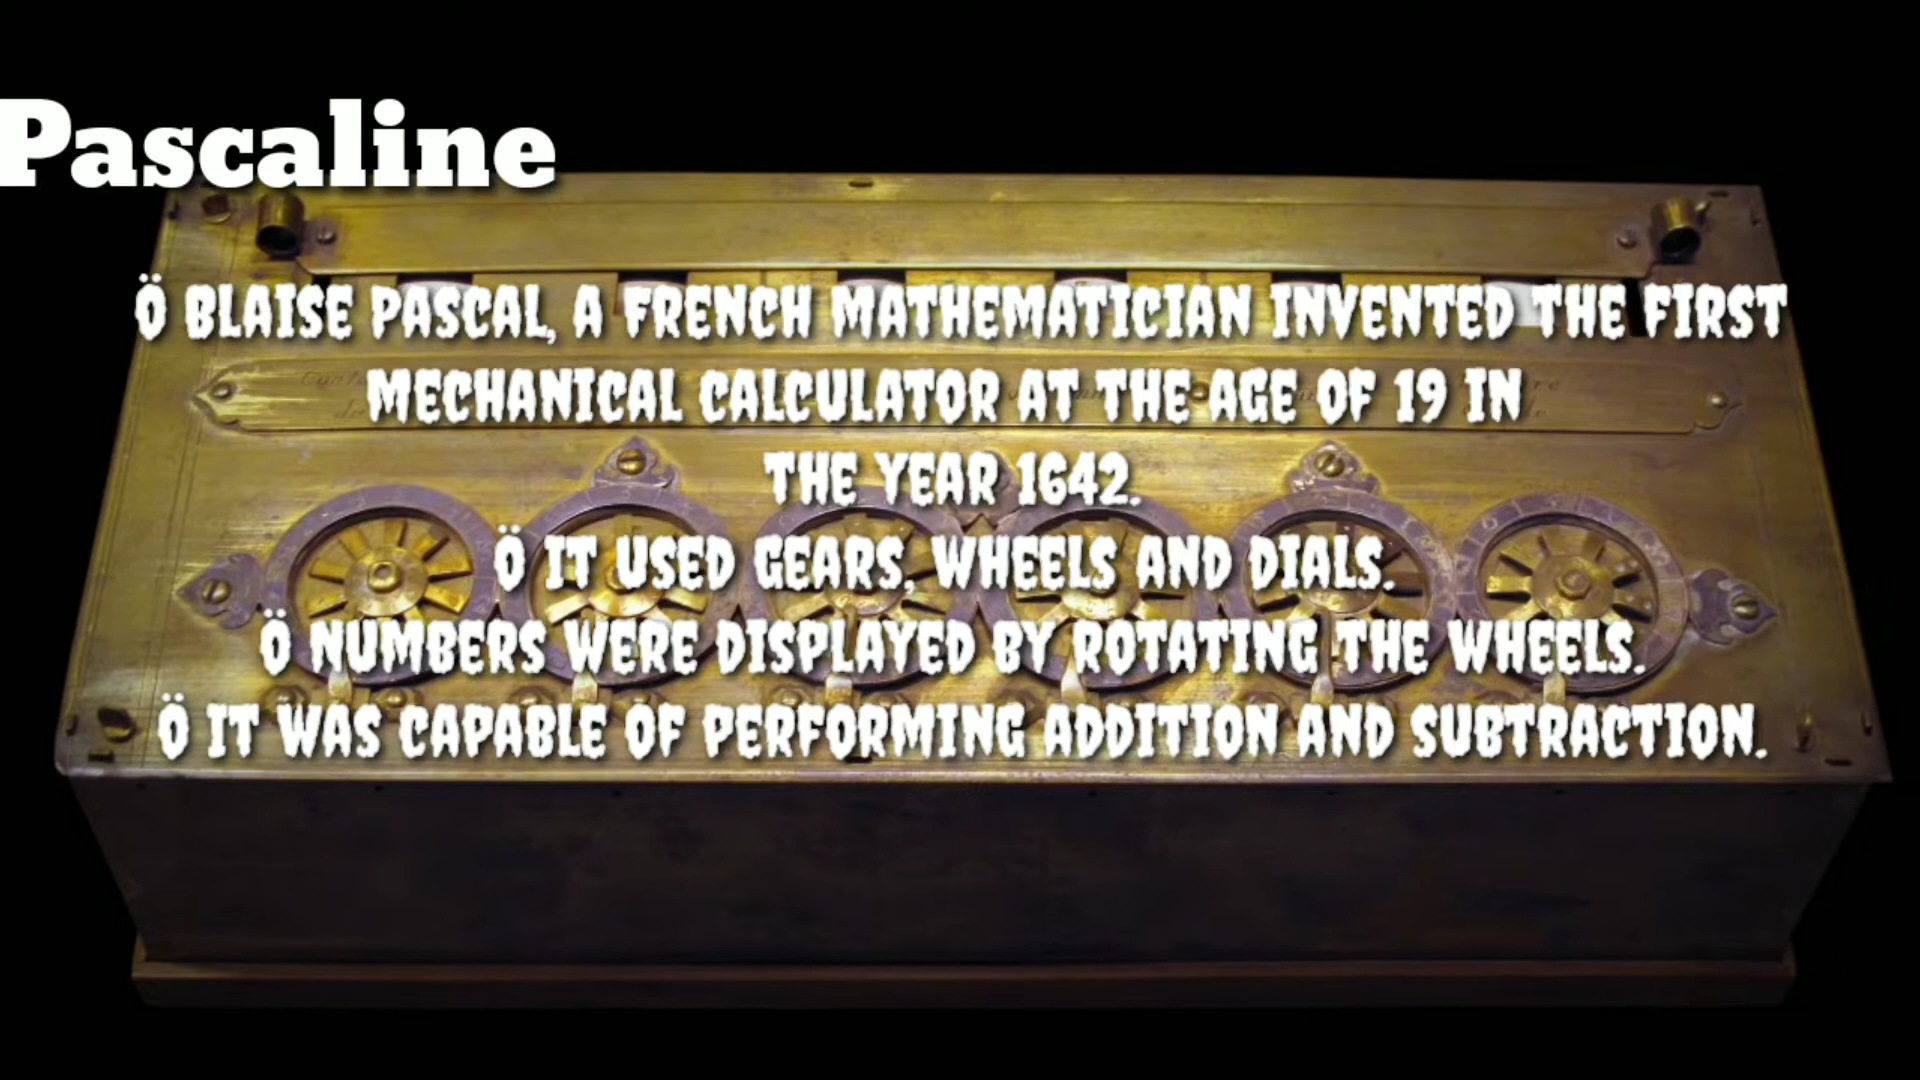 Pascaline
Ö BLAISE PASCAL, A FRENCH MATHEMATICIAN INVENTED THE FIRST
MECHANICAL CALCULATOR AT THE AGE OF 19 IN
THE YEAR 1642.
Ö IT USED GEARS, WHEELS AND DIALS.
Ö NUMBERS WERE DISPLAYED BY ROTATING THE WHEELS.
Ö IT WAS CAPABLE OF PERFORMING ADDITION AND SUBTRACTION.